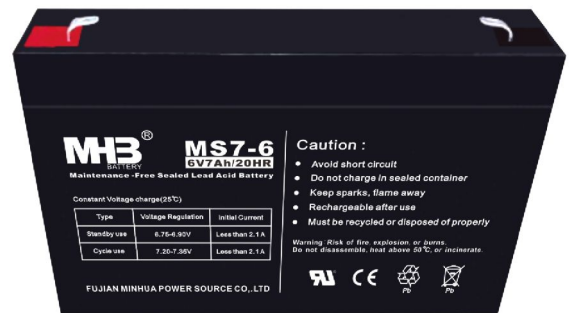 MHB®
BATTERY
MS7-6
6V7Ah/20HR
Maintenance -Free Sealed Lead Acid Battery
Constant Voltage charge(25℃)
Type Voltage Regulation Initial Current
Standby use 6.75-6.90V Less than 2.1A
Cycle use 7.20-7.35V Less than 2.1A
FUJIAN MINHUA POWER SOURCE CO,.LTD
Caution :
● Avoid short circuit
● Do not charge in sealed container
● Keep sparks, flame away
● Rechargeable after use
● Must be recycled or disposed of properly
Warning: Risk of fire, explosion, or burns.
Do not disassemble, heat above 50℃, or incinerate.
RU CE Pb Pb